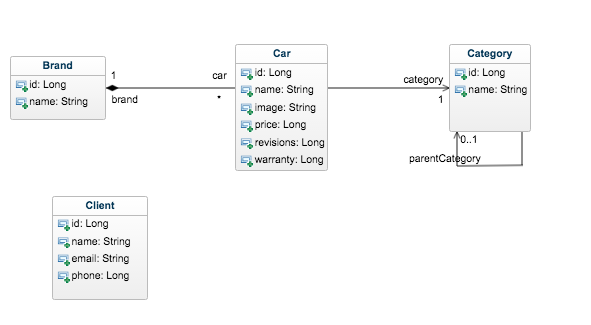 Brand
id: Long
name: String
1
brand
car
*
Car
id: Long
name: String
image: String
price: Long
revisions: Long
warranty: Long
category
1
Category
id: Long
name: String
0..1
parentCategory
Client
id: Long
name: String
email: String
phone: Long